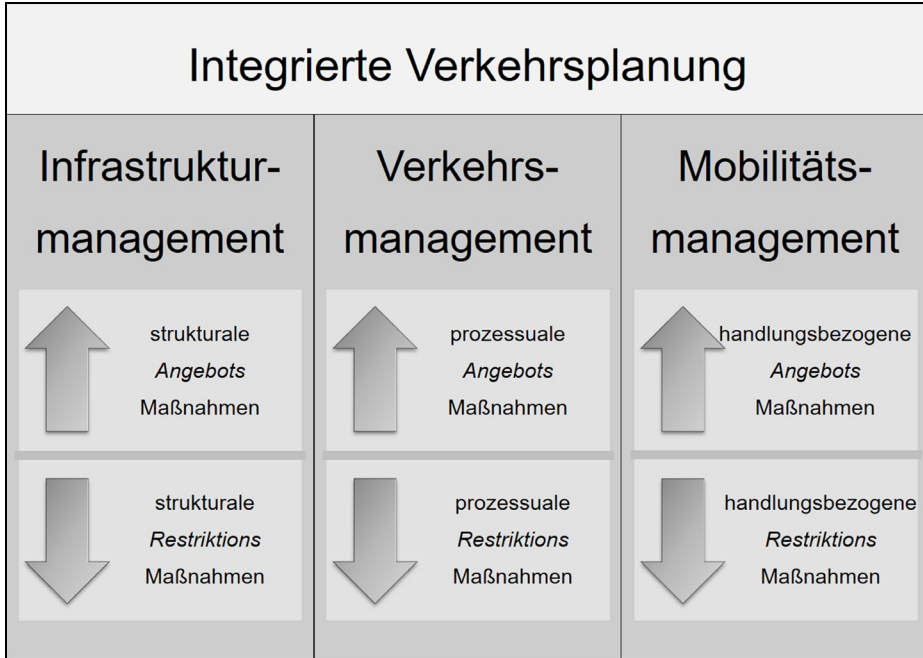 Integrierte Verkehrsplanung
Infrastruktur-
management
strukturale
Angebots
Maßnahmen
strukturale
Restriktions
Maßnahmen
Verkehrs-
management
prozessuale
Angebots
Maßnahmen
prozessuale
Restriktions
Maßnahmen
Mobilitäts-
management
handlungsbezogene
Angebots
Maßnahmen
handlungsbezogene
Restriktions
Maßnahmen